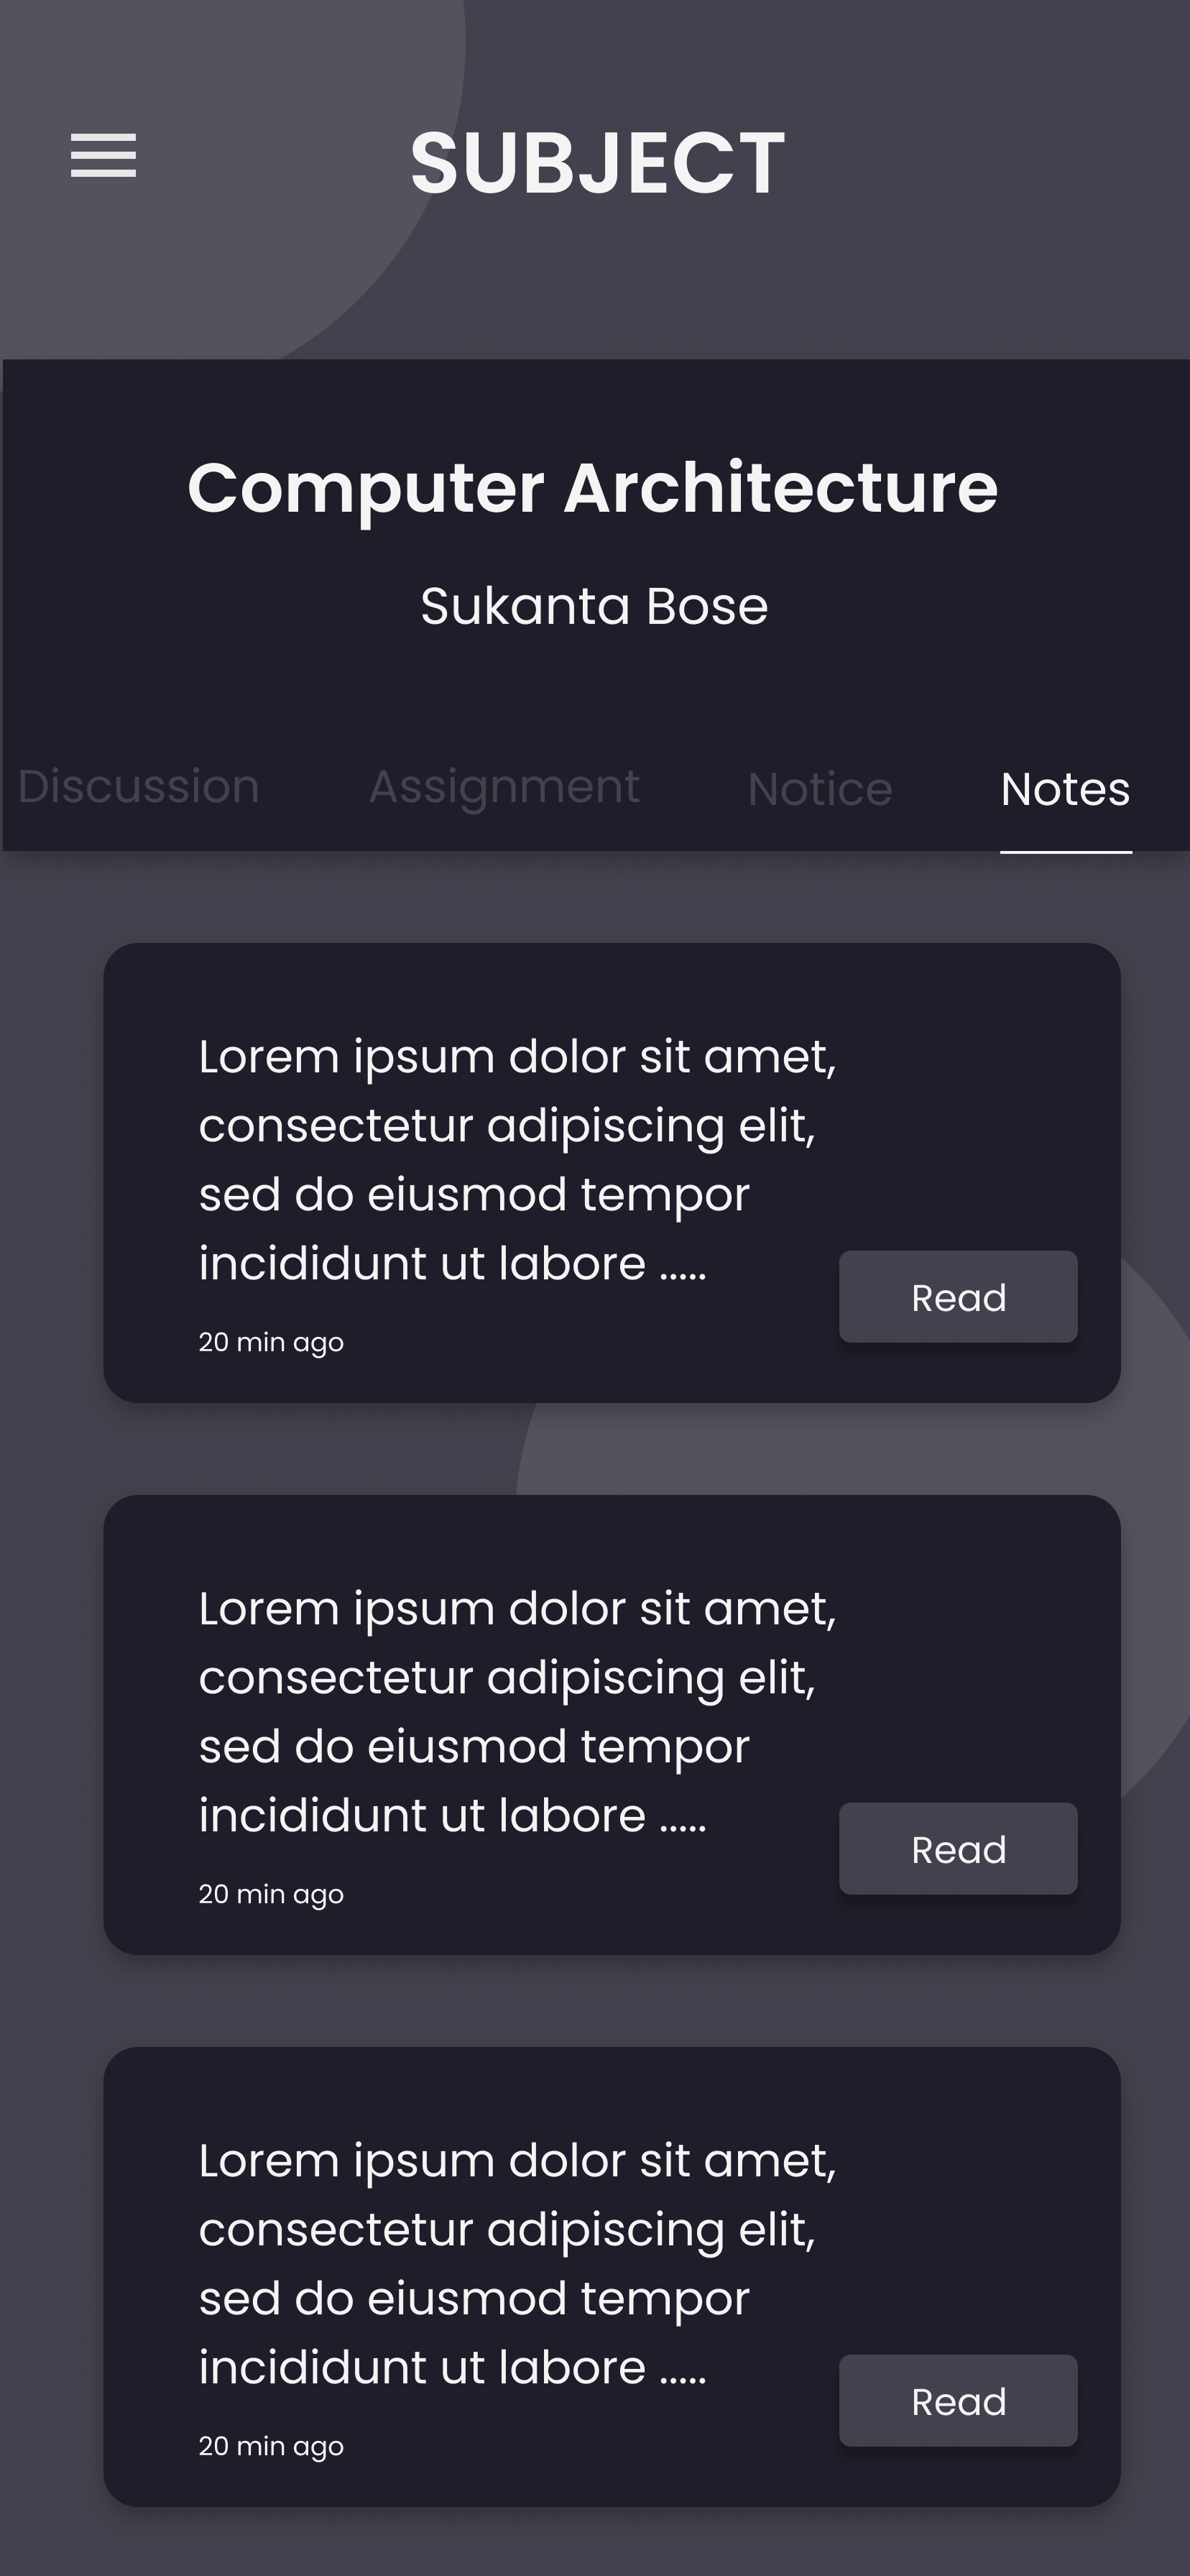 SUBJECT
Computer Architecture
Sukanta Bose
Discussion Assignment Notice Notes
Lorem ipsum dolor sit amet,
consectetur adipiscing elit,
sed do eiusmod tempor
incididunt ut labore .....
Read
20 min ago
Lorem ipsum dolor sit amet,
consectetur adipiscing elit,
sed do eiusmod tempor
incididunt ut labore .....
Read
20 min ago
Lorem ipsum dolor sit amet,
consectetur adipiscing elit,
sed do eiusmod tempor
incididunt ut labore .....
Read
20 min ago